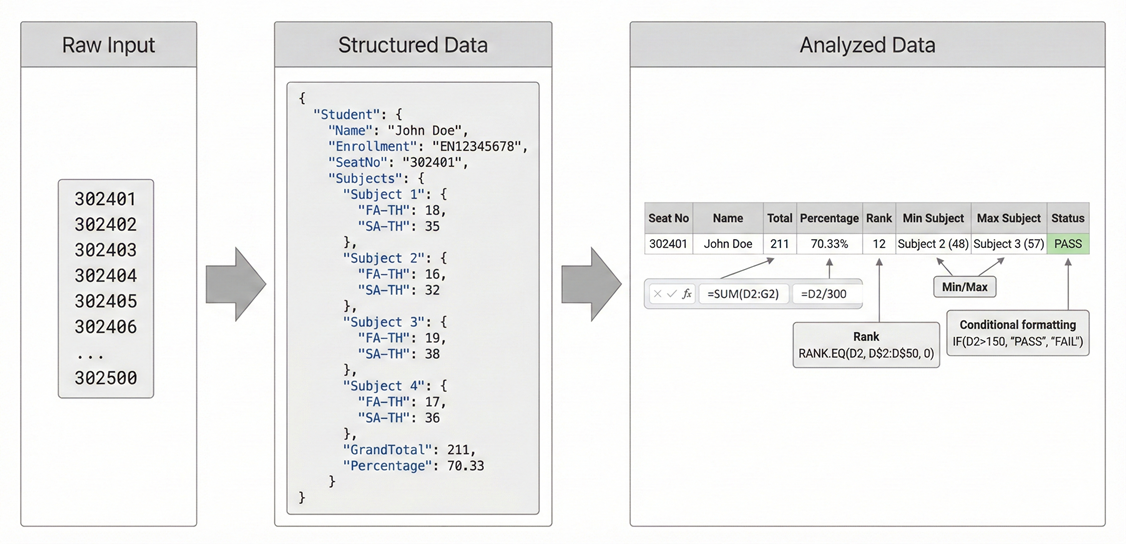 Raw Input
302401
302402
302403
302404
302405
302406
...
302500
Structured Data
{
"Student": {
"Name": "John Doe",
"Enrollment": "EN12345678",
"SeatNo": "302401",
"Subjects": {
"Subject 1": {
"FA-TH": 18,
"SA-TH": 35
},
"Subject 2": {
"FA-TH": 16,
"SA-TH": 32
},
"Subject 3": {
"FA-TH": 19,
"SA-TH": 38
},
"Subject 4": {
"FA-TH": 17,
"SA-TH": 36
},
"GrandTotal": 211,
"Percentage": 70.33
}
}
Analyzed Data
Seat No Name Total Percentage Rank Min Subject Max Subject Status
302401 John Doe 211 70.33% 12 Subject 2 (48) Subject 3 (57) PASS
× ✓ fx =SUM(D2:G2) =D2/300
Min/Max
Rank
RANK.EQ(D2, D$2:D$50, 0)
Conditional formatting
IF(D2>150, "PASS", "FAIL")